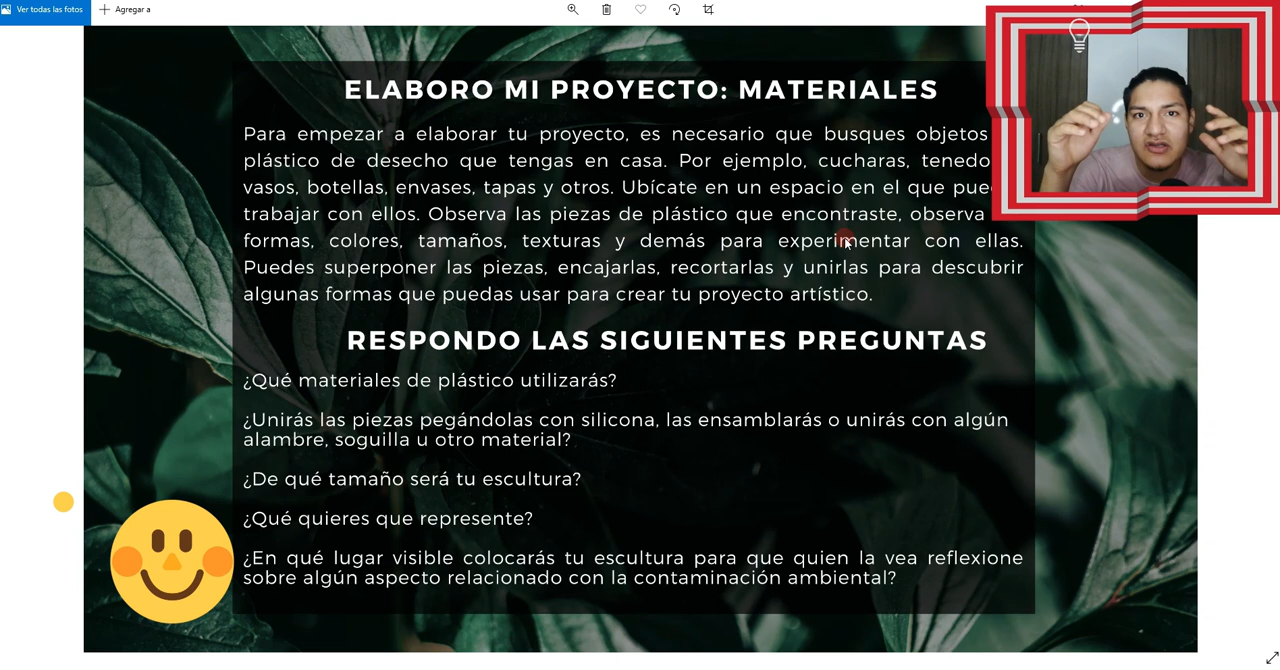 Ver todas las fotos
Agregar a
ELABORO MI PROYECTO: MATERIALES
Para empezar a elaborar tu proyecto, es necesario que busques objetos
plástico de desecho que tengas en casa. Por ejemplo, cucharas,
vasos, botellas, envases, tapas y otros. Ubícate en un espacio en el que
trabajar con ellos. Observa las piezas de plástico que encontraste, observa
formas, colores, tamaños, texturas y demás para experimentar con ellas.
Puedes superponer las piezas, encajarlas, recortarlas y unirlas para descubrir
algunas formas que puedas usar para crear tu proyecto artístico.
RESPONDO LAS SIGUIENTES PREGUNTAS
¿Qué materiales de plástico utilizarás?
¿Unirás las piezas pegándolas con silicona, las ensamblarás o unirás con algún
alambre, soguilla u otro material?
¿De qué tamaño será tu escultura?
¿Qué quieres que represente?
¿En qué lugar visible colocarás tu escultura para que quien la vea reflexione
sobre algún aspecto relacionado con la contaminación ambiental?